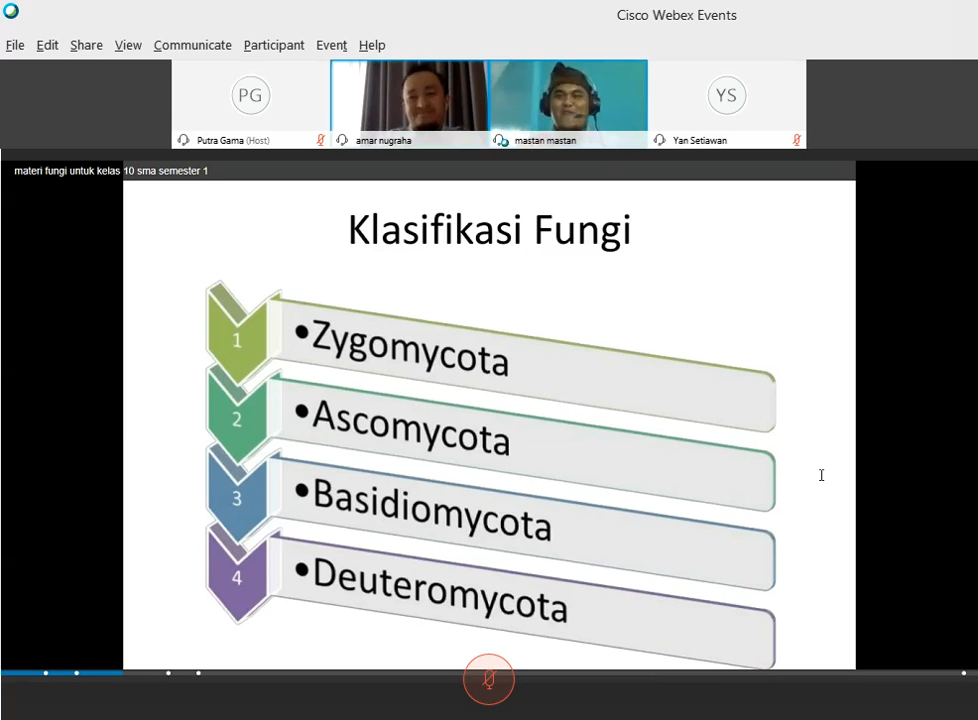 Cisco Webex Events
File Edit Share View Communicate Participant Event Help
PG YS
Putra Gama (Host) amar nugraha mastan mastan Yan Setiawan
materi fungi untuk kelas 10 sma semester 1
Klasifikasi Fungi
1 •Zygomycota
2 •Ascomycota
3 •Basidiomycota
4 •Deuteromycota